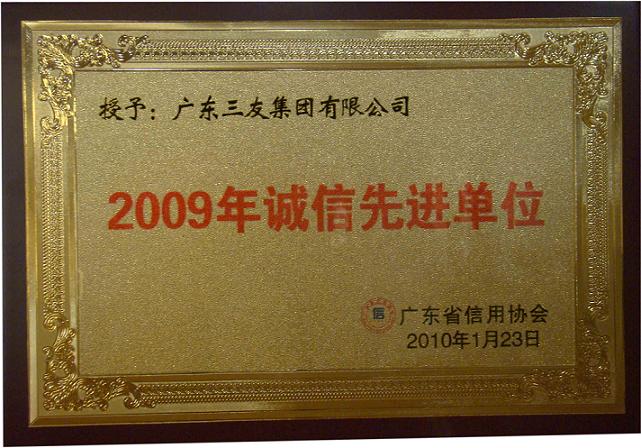 授予：广东三友集团有限公司
2009年诚信先进单位
信
广东省信用协会
2010年1月23日